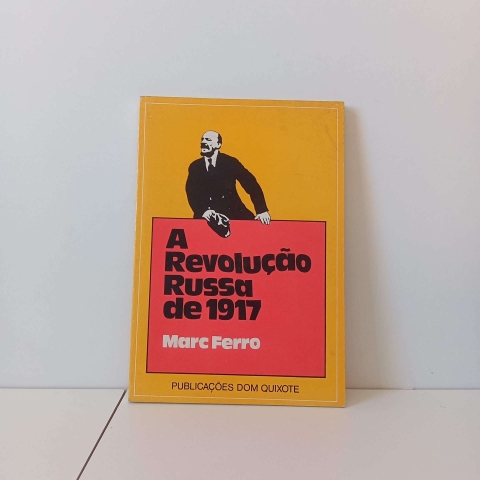 A
Revolução
Russa
de 1917
Marc Ferro
PUBLICAÇÕES DOM QUIXOTE